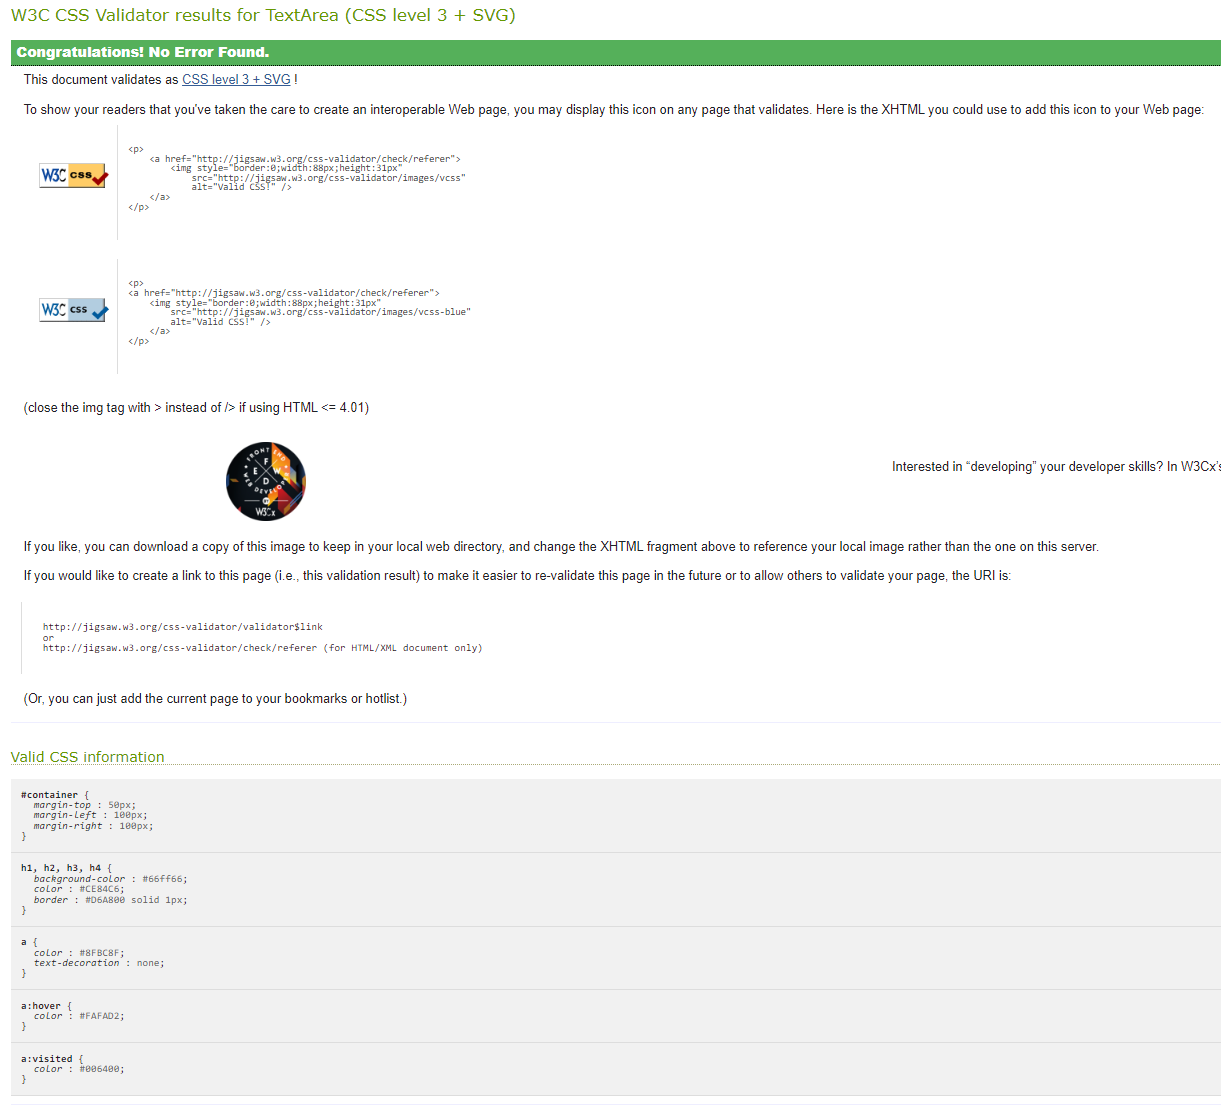 W3C CSS Validator results for TextArea (CSS level 3 + SVG)
Congratulations! No Error Found.
This document validates as CSS level 3 + SVG !
To show your readers that you've taken the care to create an interoperable Web page, you may display this icon on any page that validates. Here is the XHTML you could use to add this icon to your Web page:
W3C css
<p>
<a href="http://jigsaw.w3.org/css-validator/check/referer">
<img style="border:0;width:88px;height:31px"
src="http://jigsaw.w3.org/css-validator/images/vcss"
alt="Valid CSS!" />
</a>
</p>
W3C css
<p>
<a href="http://jigsaw.w3.org/css-validator/check/referer">
<img style="border:0;width:88px;height:31px"
src="http://jigsaw.w3.org/css-validator/images/vcss-blue"
alt="Valid CSS!" />
</a>
</p>
(close the img tag with > instead of /> if using HTML <= 4.01)
FRONT END
F
E W
D
WEB DEVELOPER
W3Cx
Interested in “developing” your developer skills? In W3Cx's
If you like, you can download a copy of this image to keep in your local web directory, and change the XHTML fragment above to reference your local image rather than the one on this server.
If you would like to create a link to this page (i.e., this validation result) to make it easier to re-validate this page in the future or to allow others to validate your page, the URI is:
http://jigsaw.w3.org/css-validator/validator$link
or
http://jigsaw.w3.org/css-validator/check/referer (for HTML/XML document only)
(Or, you can just add the current page to your bookmarks or hotlist.)
Valid CSS information
#container {
margin-top : 50px;
margin-left : 100px;
margin-right : 100px;
}
h1, h2, h3, h4 {
background-color : #66ff66;
color : #CE84C6;
border : #D6A800 solid 1px;
}
a {
color : #8FBC8F;
text-decoration : none;
}
a:hover {
color : #FAFAD2;
}
a:visited {
color : #006400;
}